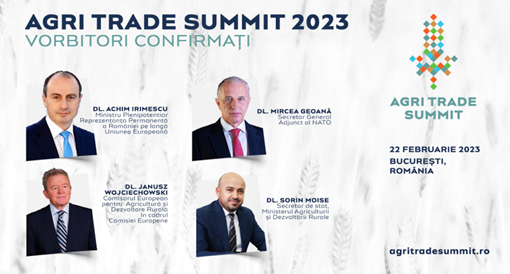 AGRI TRADE SUMMIT 2023
VORBITORI CONFIRMAȚI
DL. ACHIM IRIMESCU
Ministru Plenipotențiar
Reprezentanța Permanentă
a României pe lângă
Uniunea Europeană
DL. MIRCEA GEOANĂ
Secretar General
Adjunct al NATO
DL. JANUSZ
WOJCIECHOWSKI
Comisarul European
pentru Agricultură și
Dezvoltare Rurală
în cadrul
Comisiei Europene
DL. SORIN MOISE
Secretar de stat,
Ministerul Agriculturii
și Dezvoltării Rurale
AGRI TRADE
SUMMIT
22 FEBRUARIE 2023
BUCUREȘTI,
ROMÂNIA
agritradesummit.ro